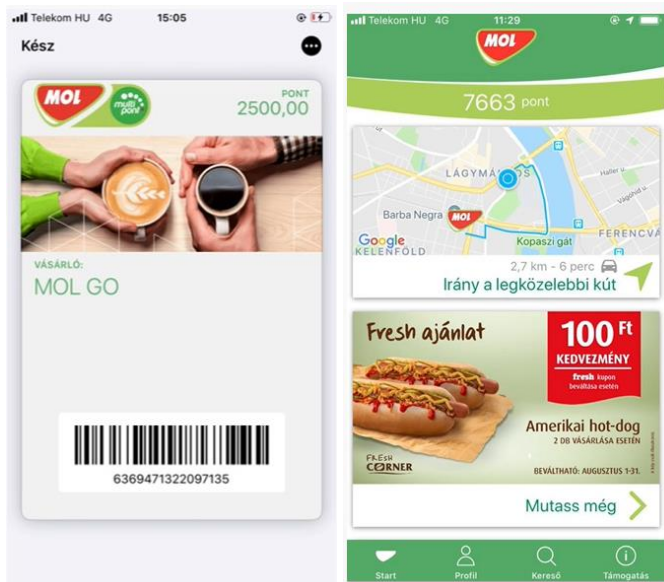 Telekom HU 4G 15:05
Kész
MOL multi pont
PONT
2500,00
VÁSÁRLÓ:
MOL GO
6369471322097135
Telekom HU 4G 11:29
MOL
7663 pont
LÁGYMÁNYOS
Haller u.
Vágóhíd u.
Barba Negra
MOL
FERENCVÁ
Google
KELENFÖLD
Kopaszi gát
2,7 km - 6 perc
Irány a legközelebbi kút
Fresh ajánlat
100 Ft
KEDVEZMÉNY
fresh kupon
beváltása esetén
Amerikai hot-dog
2 DB VÁSÁRLÁSA ESETÉN
FRESH
CORNER
BEVÁLTHATÓ: AUGUSZTUS 1-31.
Mutass még
Start
Profil
Kereső
Támogatás